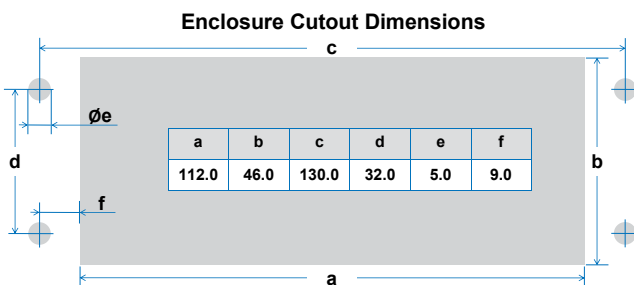 Enclosure Cutout Dimensions
c
Øe
d
a b c d e f
112.0 46.0 130.0 32.0 5.0 9.0
b
f
a